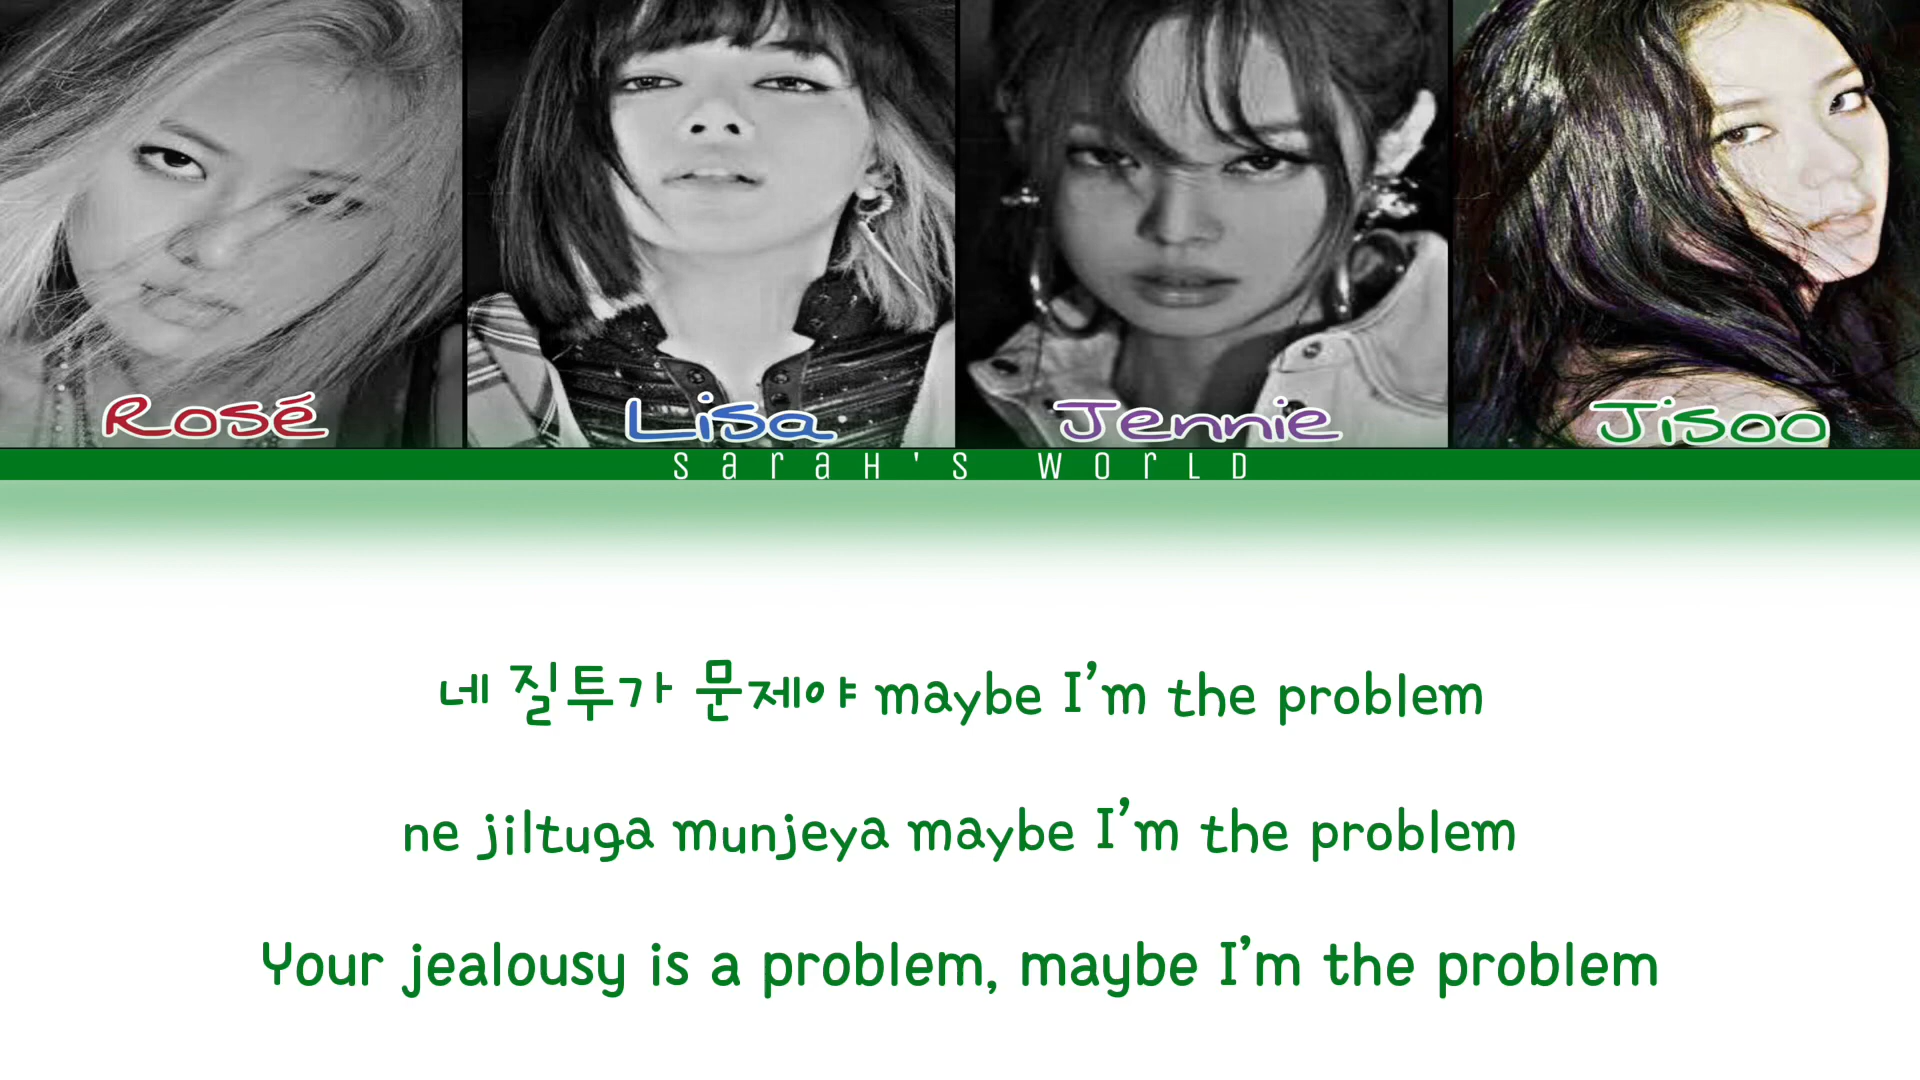 Rosé
Lisa
Jennie
Jisoo
SaraH's WorLD
네 질투가 문제야 maybe I'm the problem
ne jiltuga munjeya maybe I'm the problem
Your jealousy is a problem, maybe I'm the problem